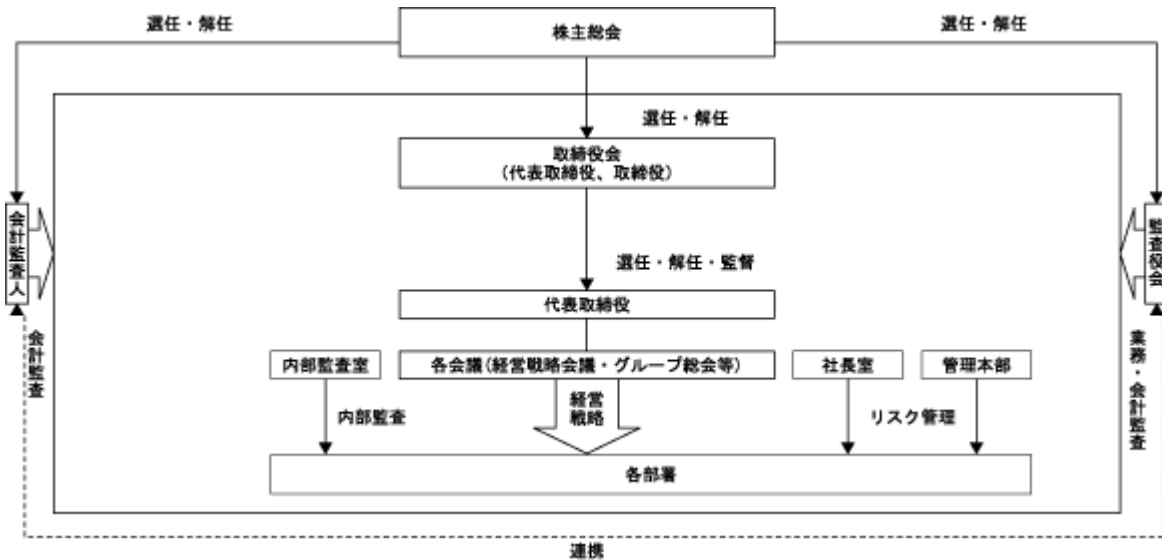 選任・解任
株主総会
選任・解任
選任・解任
取締役会
(代表取締役、取締役)
会計監査人
監査役会
選任・解任・監督
代表取締役
会計監査
業務・会計監査
内部監査室
各会議(経営戦略会議・グループ総会等)
社長室
管理本部
内部監査
経営
戦略
リスク管理
各部署
連携